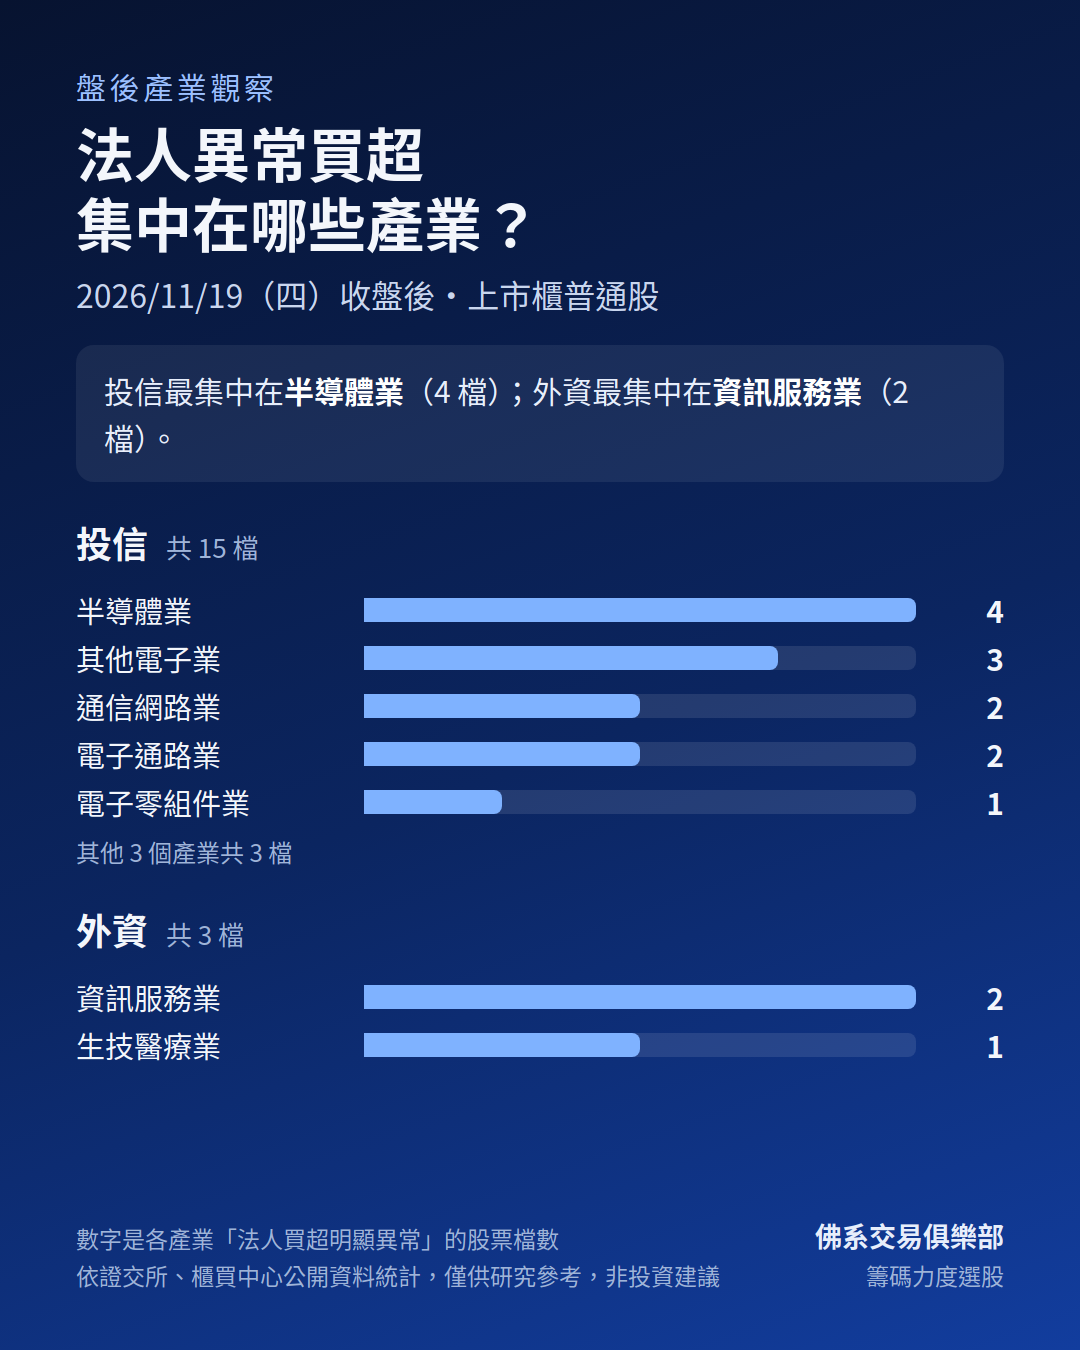 盤後產業觀察
法人異常買超
集中在哪些產業？
2026/11/19（四）收盤後・上市櫃普通股
投信最集中在半導體業（4 檔）；外資最集中在資訊服務業（2
檔）。
投信 共 15 檔
半導體業 4
其他電子業 3
通信網路業 2
電子通路業 2
電子零組件業 1
其他 3 個產業共 3 檔
外資 共 3 檔
資訊服務業 2
生技醫療業 1
數字是各產業「法人買超明顯異常」的股票檔數
依證交所、櫃買中心公開資料統計，僅供研究參考，非投資建議
佛系交易俱樂部
籌碼力度選股